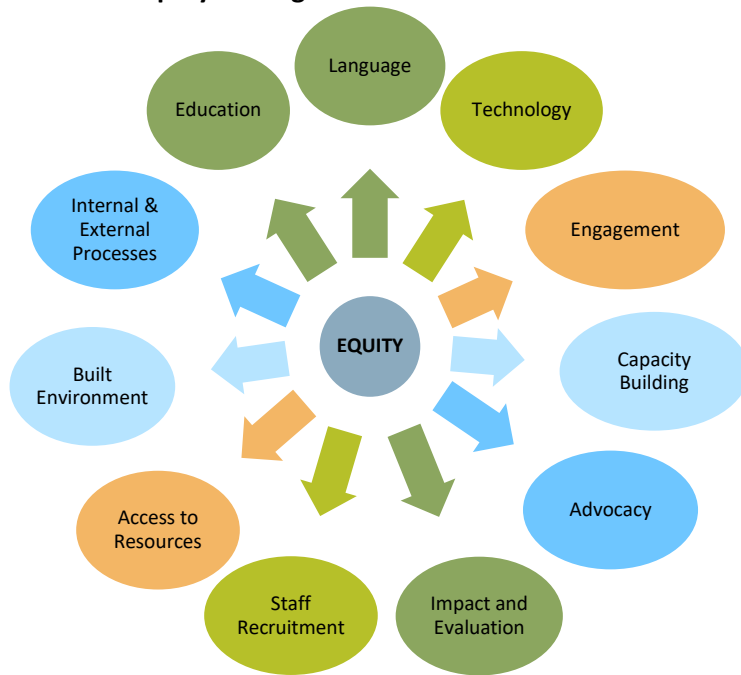 Language
Education
Technology
Internal &
External
Processes
Engagement
EQUITY
Built
Environment
Capacity
Building
Access to
Resources
Advocacy
Staff
Recruitment
Impact and
Evaluation